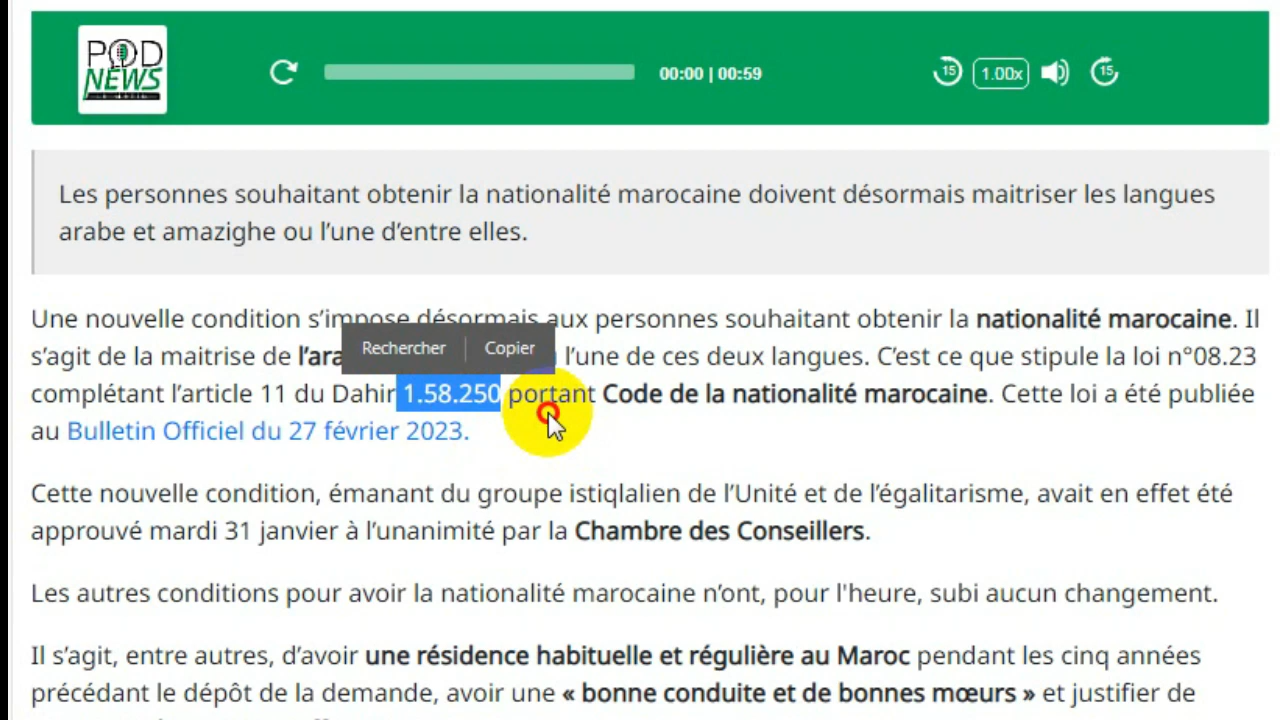 POD
NEWS
00:00 | 00:59
15
1.00x
15
Les personnes souhaitant obtenir la nationalité marocaine doivent désormais maitriser les langues
arabe et amazighe ou l’une d’entre elles.
Une nouvelle condition s’impose désormais aux personnes souhaitant obtenir la nationalité marocaine. Il
s’agit de la maitrise de l’ara l’une de ces deux langues. C’est ce que stipule la loi n°08.23
Rechercher Copier
complétant l’article 11 du Dahir 1.58.250 portant Code de la nationalité marocaine. Cette loi a été publiée
au Bulletin Officiel du 27 février 2023.
Cette nouvelle condition, émanant du groupe istiqlalien de l’Unité et de l’égalitarisme, avait en effet été
approuvé mardi 31 janvier à l’unanimité par la Chambre des Conseillers.
Les autres conditions pour avoir la nationalité marocaine n’ont, pour l'heure, subi aucun changement.
Il s’agit, entre autres, d’avoir une résidence habituelle et régulière au Maroc pendant les cinq années
précédant le dépôt de la demande, avoir une « bonne conduite et de bonnes mœurs » et justifier de